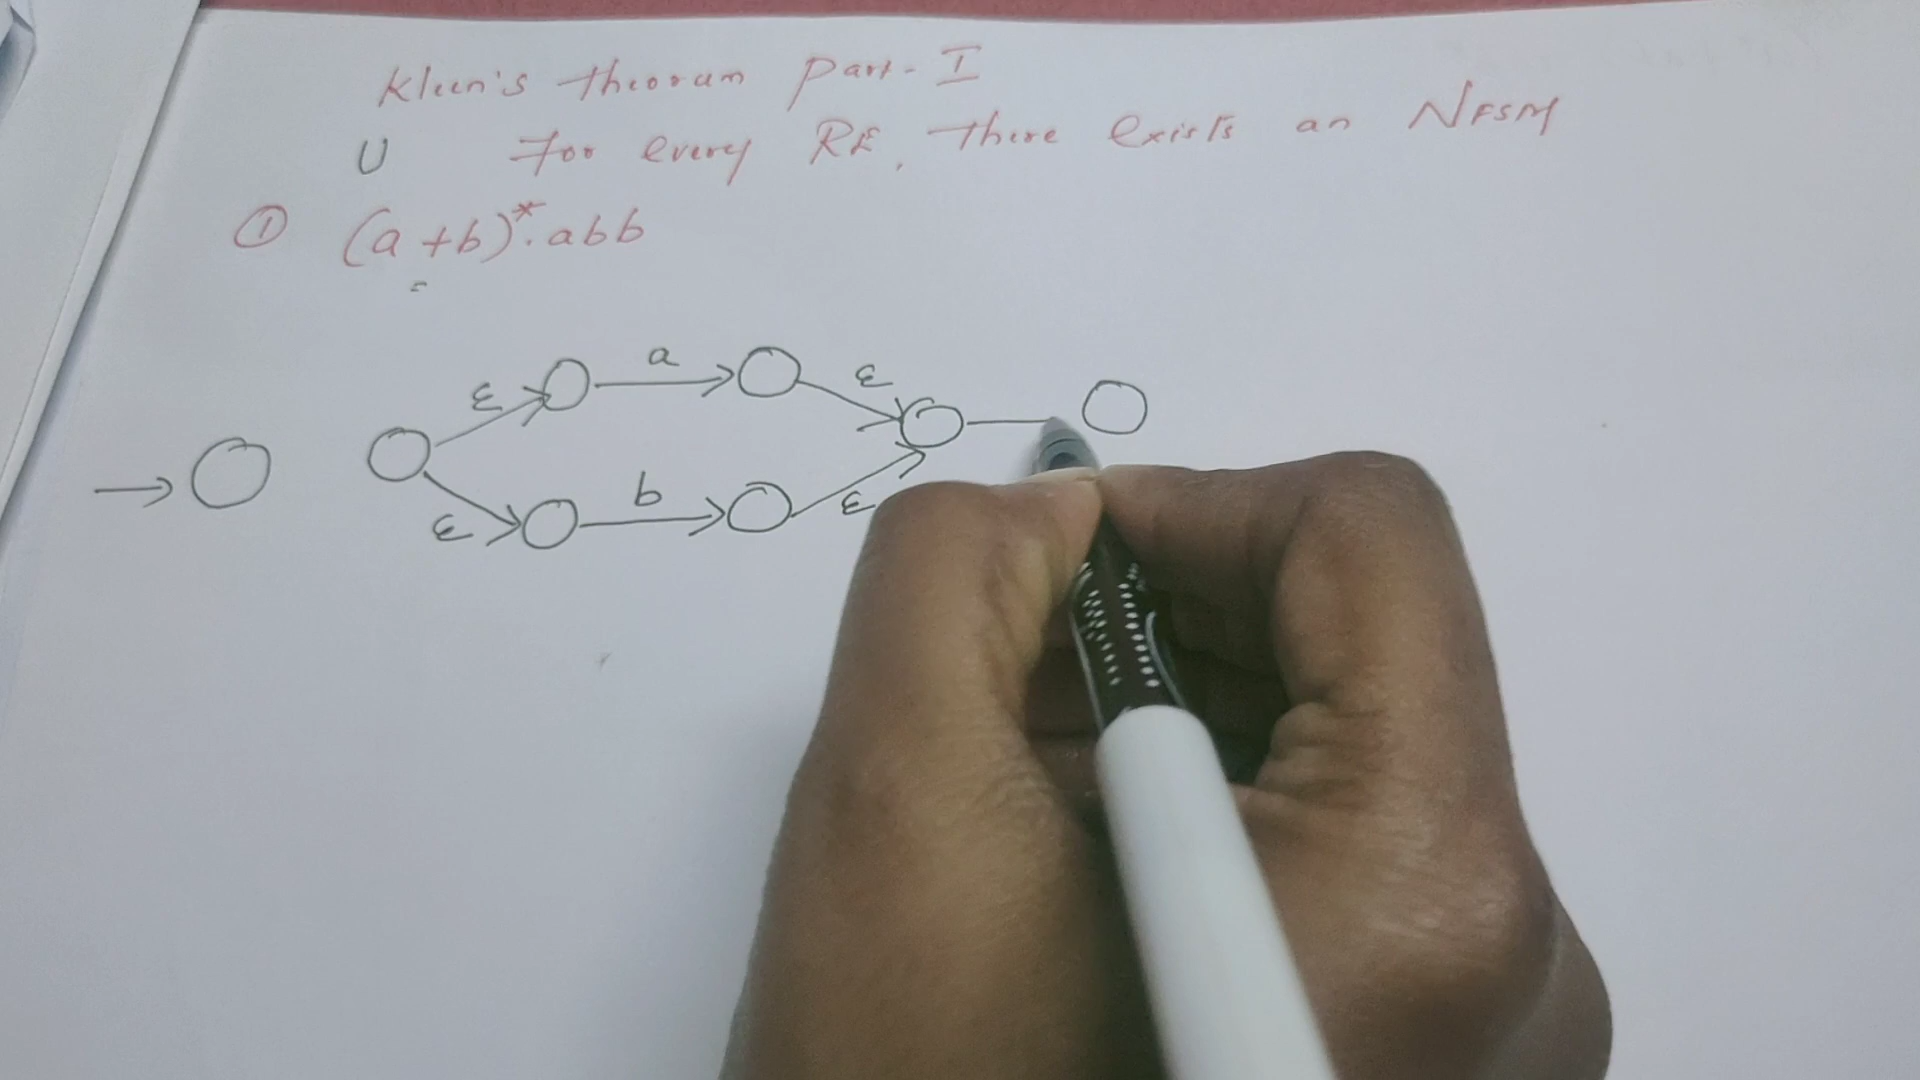 Kleen's theoram Part-I
U For every RE, there exists an NFSM
① (a+b)*.abb
ε a ε
ε b ε